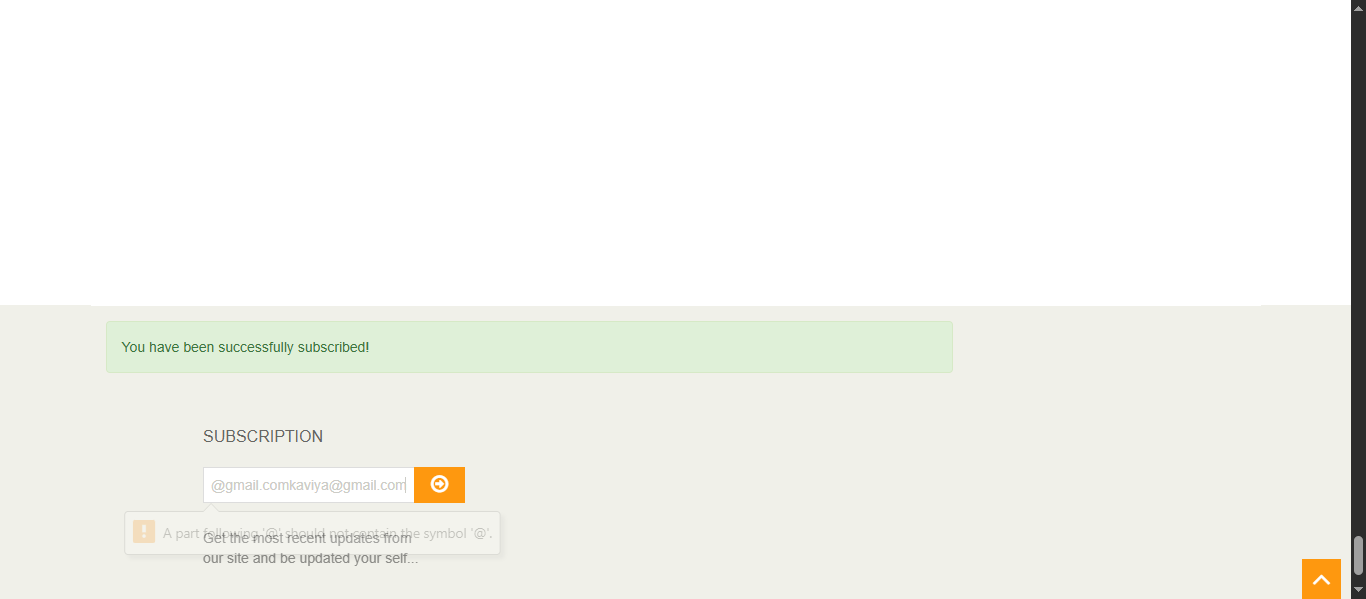 You have been successfully subscribed!
SUBSCRIPTION
@gmail.comkaviya@gmail.com
A part following '@' should not contain the symbol '@'.
Get the most recent updates from
our site and be updated your self...